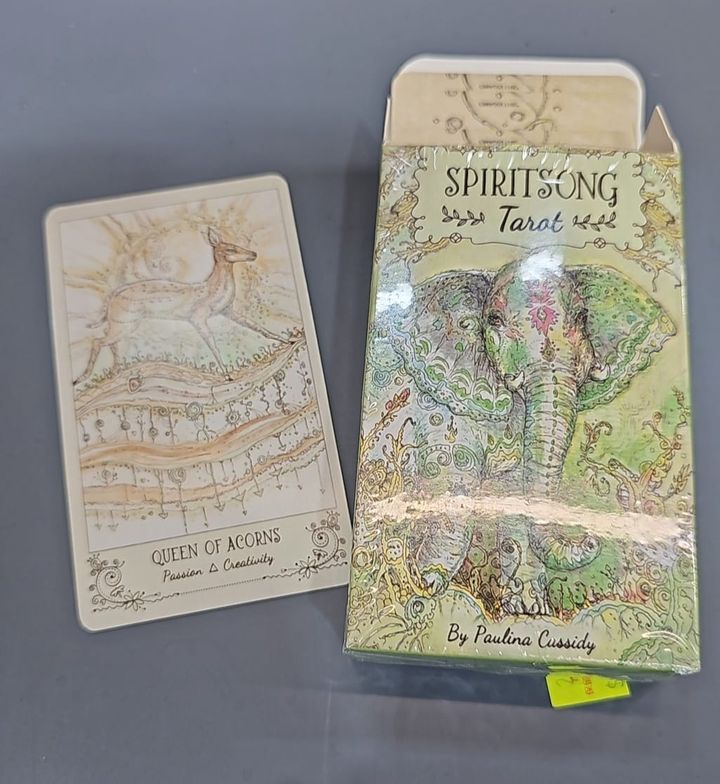 SPIRITSONG
Tarot
By Paulina Cussidy
QUEEN OF ACORNS
Passion △ Creativity